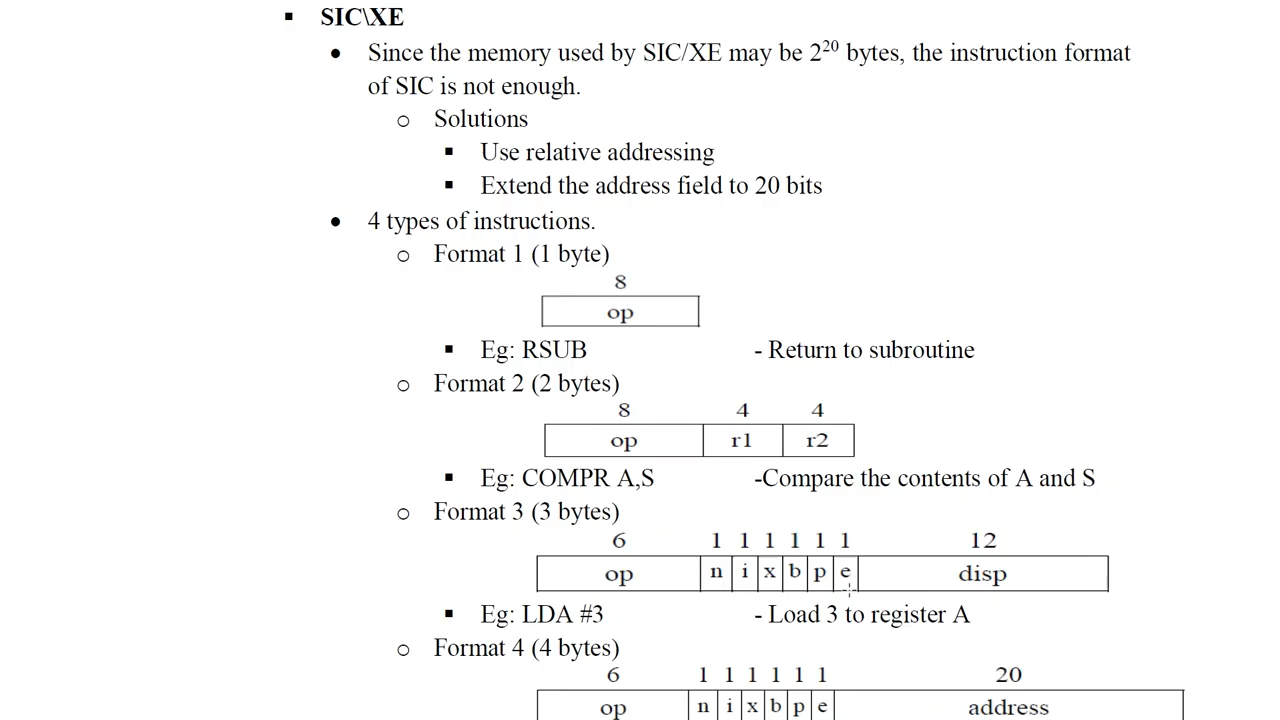 ▪ SIC\XE
• Since the memory used by SIC/XE may be 2²⁰ bytes, the instruction format
of SIC is not enough.
o Solutions
▪ Use relative addressing
▪ Extend the address field to 20 bits
• 4 types of instructions.
o Format 1 (1 byte)
8
op
▪ Eg: RSUB - Return to subroutine
o Format 2 (2 bytes)
8 4 4
op r1 r2
▪ Eg: COMPR A,S -Compare the contents of A and S
o Format 3 (3 bytes)
6 1 1 1 1 1 1 12
op n i x b p e disp
▪ Eg: LDA #3 - Load 3 to register A
o Format 4 (4 bytes)
6 1 1 1 1 1 1 20
op n i x b p e address